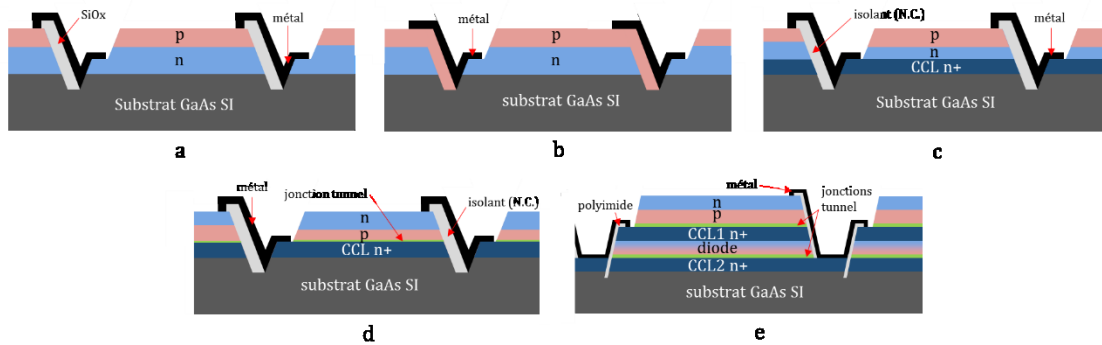 SiOx
métal
p
n
Substrat GaAs SI
a
métal
p
n
substrat GaAs SI
b
isolant (N.C.)
métal
p
n
CCL n+
Substrat GaAs SI
c
métal
jonction tunnel
isolant (N.C.)
n
p
CCL n+
substrat GaAs SI
d
métal
polyimide
jonctions
tunnel
n
p
CCL1 n+
diode
CCL2 n+
substrat GaAs SI
e